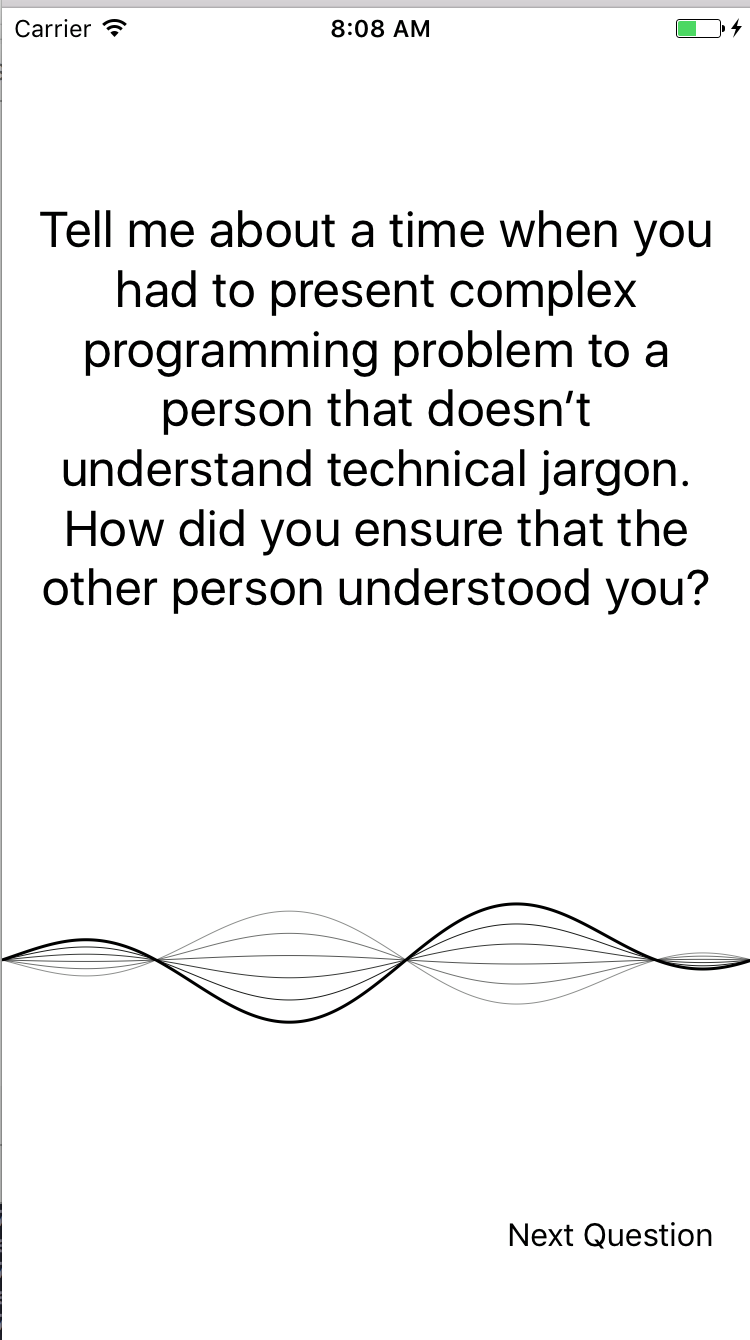 Carrier 8:08 AM
Tell me about a time when you
had to present complex
programming problem to a
person that doesn’t
understand technical jargon.
How did you ensure that the
other person understood you?
Next Question